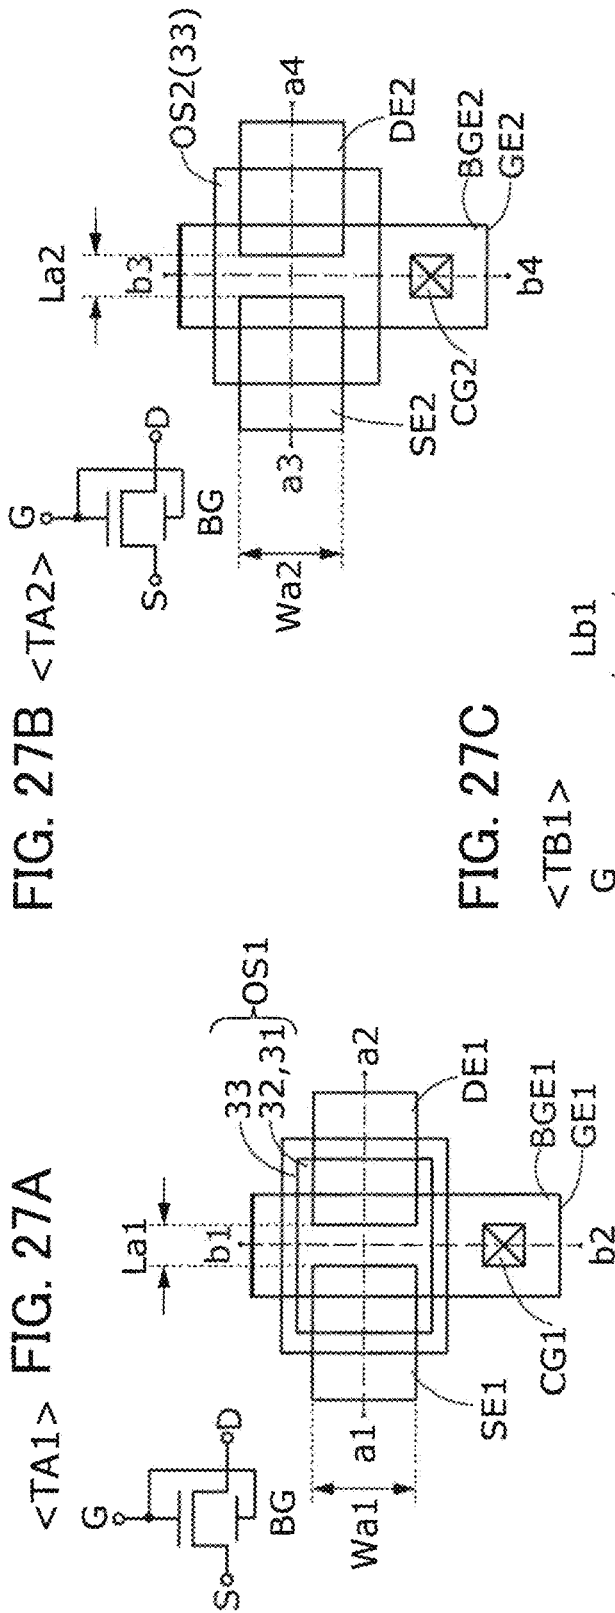 FIG. 27A
<TA1>
G
S
D
BG
La1
b1
33
32,31
OS1
a1
a2
Wa1
SE1
DE1
CG1
BGE1
GE1
b2
FIG. 27B
<TA2>
G
S
D
BG
La2
b3
OS2(33)
a3
a4
Wa2
SE2
DE2
CG2
BGE2
GE2
b4
FIG. 27C
<TB1>
G
Lb1